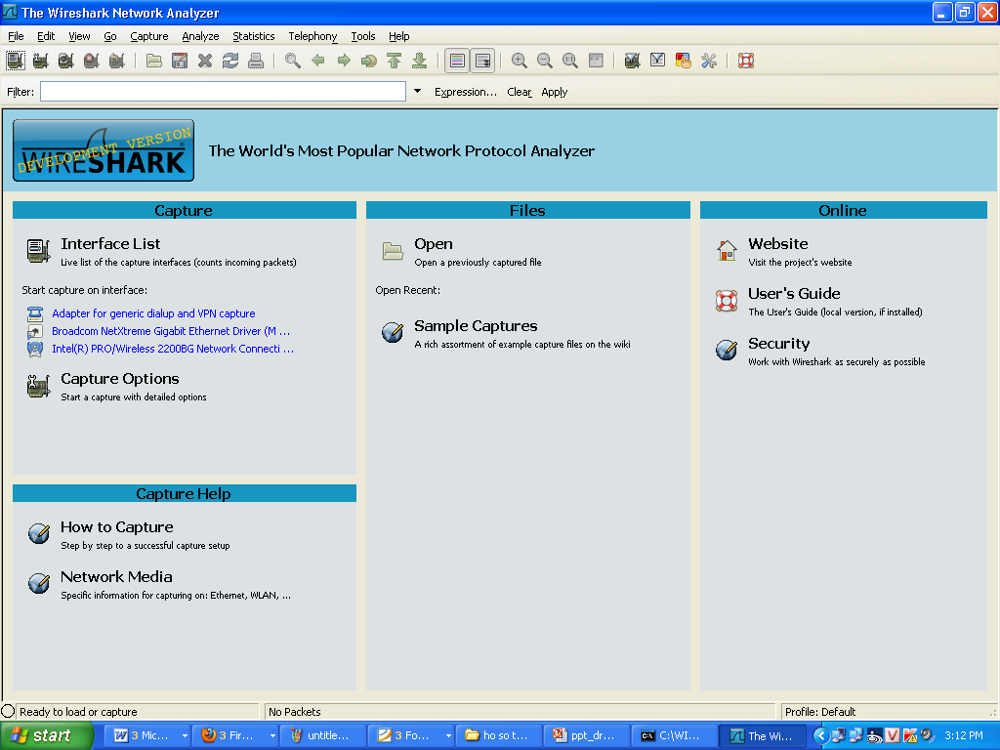 The Wireshark Network Analyzer
File Edit View Go Capture Analyze Statistics Telephony Tools Help
Filter: Expression... Clear Apply
DEVELOPMENT VERSION
WIRESHARK
The World's Most Popular Network Protocol Analyzer
Capture
Interface List
Live list of the capture interfaces (counts incoming packets)
Start capture on interface:
Adapter for generic dialup and VPN capture
Broadcom NetXtreme Gigabit Ethernet Driver (M ...
Intel(R) PRO/Wireless 2200BG Network Connecti ...
Capture Options
Start a capture with detailed options
Capture Help
How to Capture
Step by step to a successful capture setup
Network Media
Specific information for capturing on: Ethernet, WLAN, ...
Files
Open
Open a previously captured file
Open Recent:
Sample Captures
A rich assortment of example capture files on the wiki
Online
Website
Visit the project's website
User's Guide
The User's Guide (local version, if installed)
Security
Work with Wireshark as securely as possible
Ready to load or capture No Packets Profile: Default
start 3 Mic... 3 Fir... untitle... 3 Fo... ho so t... ppt_dr... C:\WI... The Wi... 3:12 PM